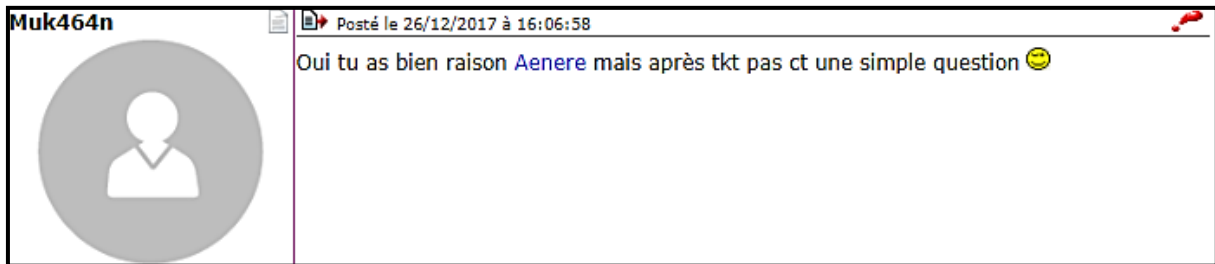 Muk464n
Posté le 26/12/2017 à 16:06:58
Oui tu as bien raison Aenere mais après tkt pas ct une simple question